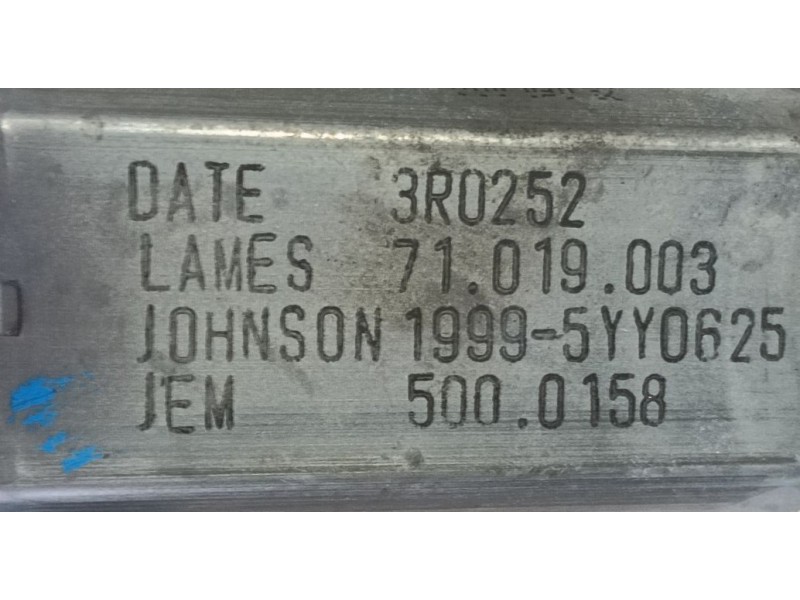 DATE 3R0252
LAMES 71.019.003
JOHNSON 1999-5YY0625
JEM 500.0158